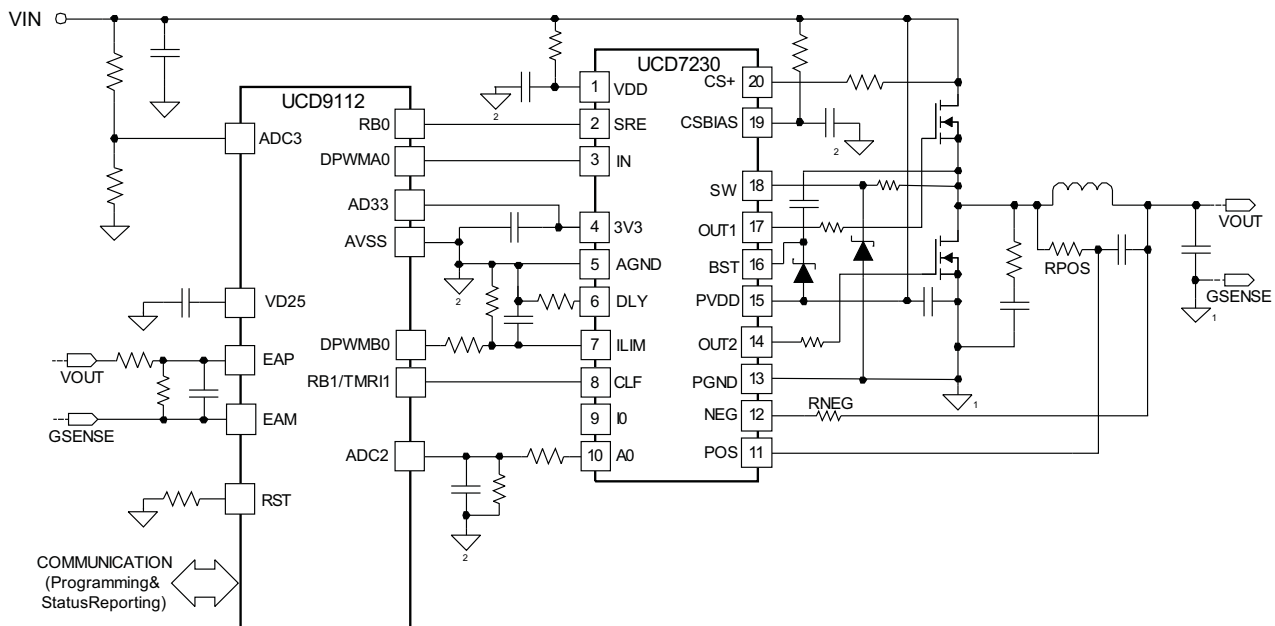 VIN
UCD9112
ADC3
VD25
EAP
VOUT
GSENSE
EAM
RST
COMMUNICATION
(Programming&
StatusReporting)
RB0
DPWMA0
AD33
AVSS
DPWMB0
RB1/TMRI1
ADC2
2
2
2
UCD7230
1 VDD
2 SRE
3 IN
4 3V3
5 AGND
6 DLY
7 ILIM
8 CLF
9 I0
10 A0
CS+ 20
CSBIAS 19
SW 18
OUT1 17
BST 16
PVDD 15
OUT2 14
PGND 13
NEG 12
POS 11
2
RNEG
1
RPOS
VOUT
GSENSE
1